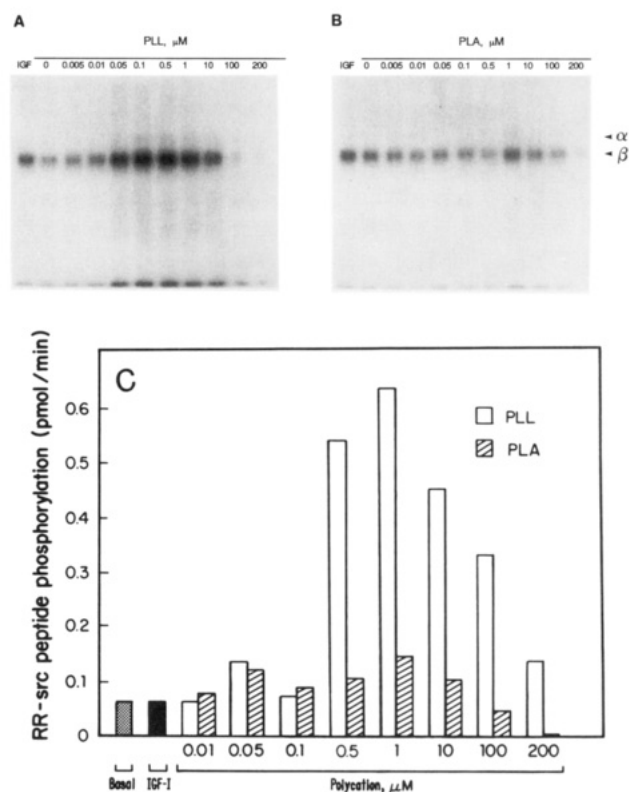 A
PLL, μM
IGF 0 0.005 0.01 0.05 0.1 0.5 1 10 100 200
B
PLA, μM
IGF 0 0.005 0.01 0.05 0.1 0.5 1 10 100 200
◄ α
◄ β
C
RR-src peptide phosphorylation (pmol/min)
0.6
0.5
0.4
0.3
0.2
0.1
0
PLL
PLA
0.01 0.05 0.1 0.5 1 10 100 200
Basal IGF-I Polycation, μM